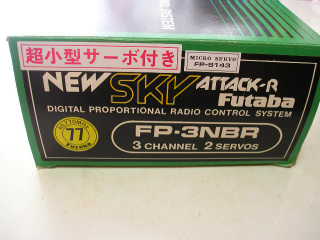 超小型サーボ付き
MICRO SERVO
FP-S143
NEW SKY ATTACK-R
Futaba
DIGITAL PROPORTIONAL RADIO CONTROL SYSTEM
77
FUTABA
FP-3NBR
3 CHANNEL 2 SERVOS